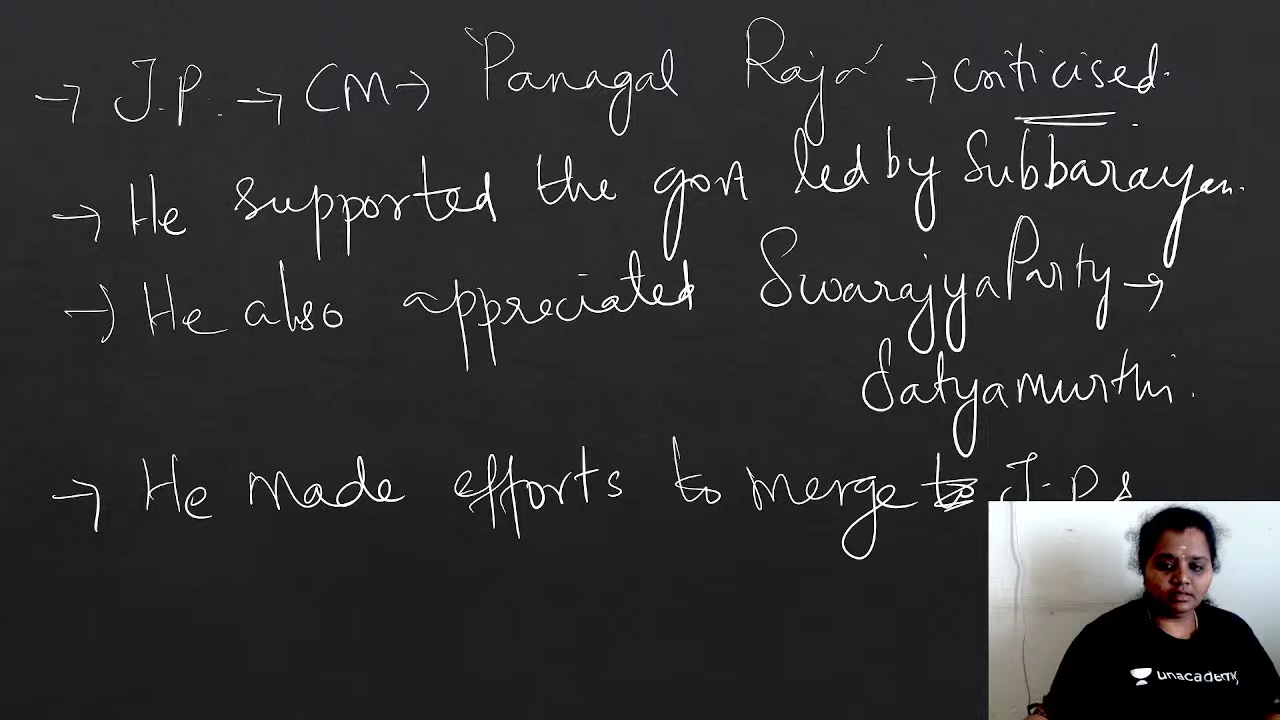 → J.P. → CM → 'Panagal Raja' → criticised.
→ He supported the govt led by Subbarayan.
→ He also appreciated Swarajya Party →
Satyamurthi.
→ He made efforts to merge J.P &
unacademy